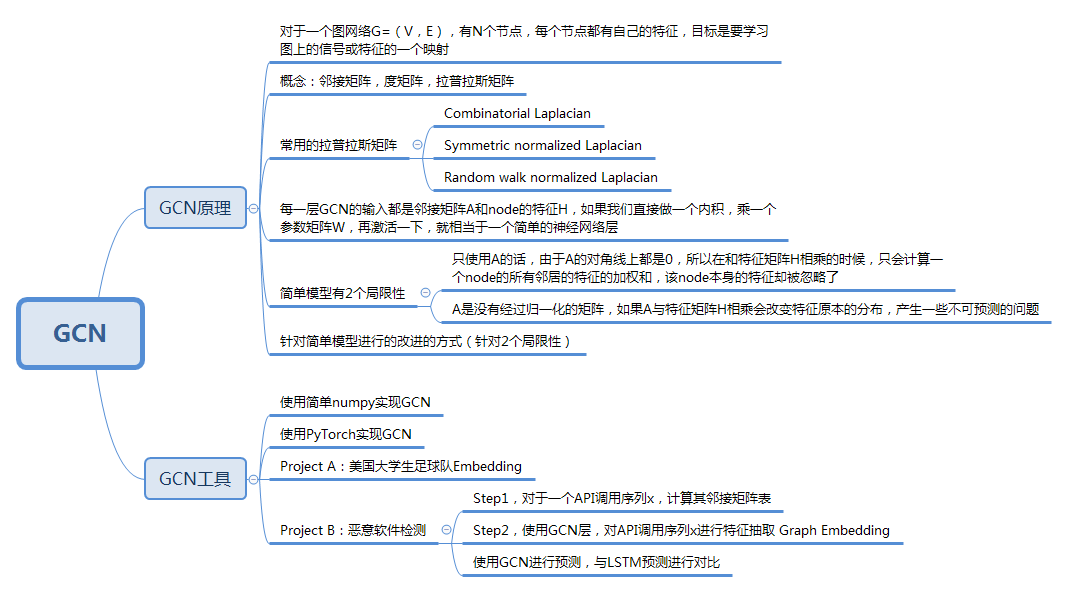 GCN
GCN原理
对于一个图网络G=（V，E），有N个节点，每个节点都有自己的特征，目标是要学习
图上的信号或特征的一个映射
概念：邻接矩阵，度矩阵，拉普拉斯矩阵
常用的拉普拉斯矩阵
Combinatorial Laplacian
Symmetric normalized Laplacian
Random walk normalized Laplacian
每一层GCN的输入都是邻接矩阵A和node的特征H，如果我们直接做一个内积，乘一个
参数矩阵W，再激活一下，就相当于一个简单的神经网络层
简单模型有2个局限性
只使用A的话，由于A的对角线上都是0，所以在和特征矩阵H相乘的时候，只会计算一
个node的所有邻居的特征的加权和，该node本身的特征却被忽略了
A是没有经过归一化的矩阵，如果A与特征矩阵H相乘会改变特征原本的分布，产生一些不可预测的问题
针对简单模型进行的改进的方式（针对2个局限性）
GCN工具
使用简单numpy实现GCN
使用PyTorch实现GCN
Project A：美国大学生足球队Embedding
Project B：恶意软件检测
Step1，对于一个API调用序列x，计算其邻接矩阵表
Step2，使用GCN层，对API调用序列x进行特征抽取 Graph Embedding
使用GCN进行预测，与LSTM预测进行对比